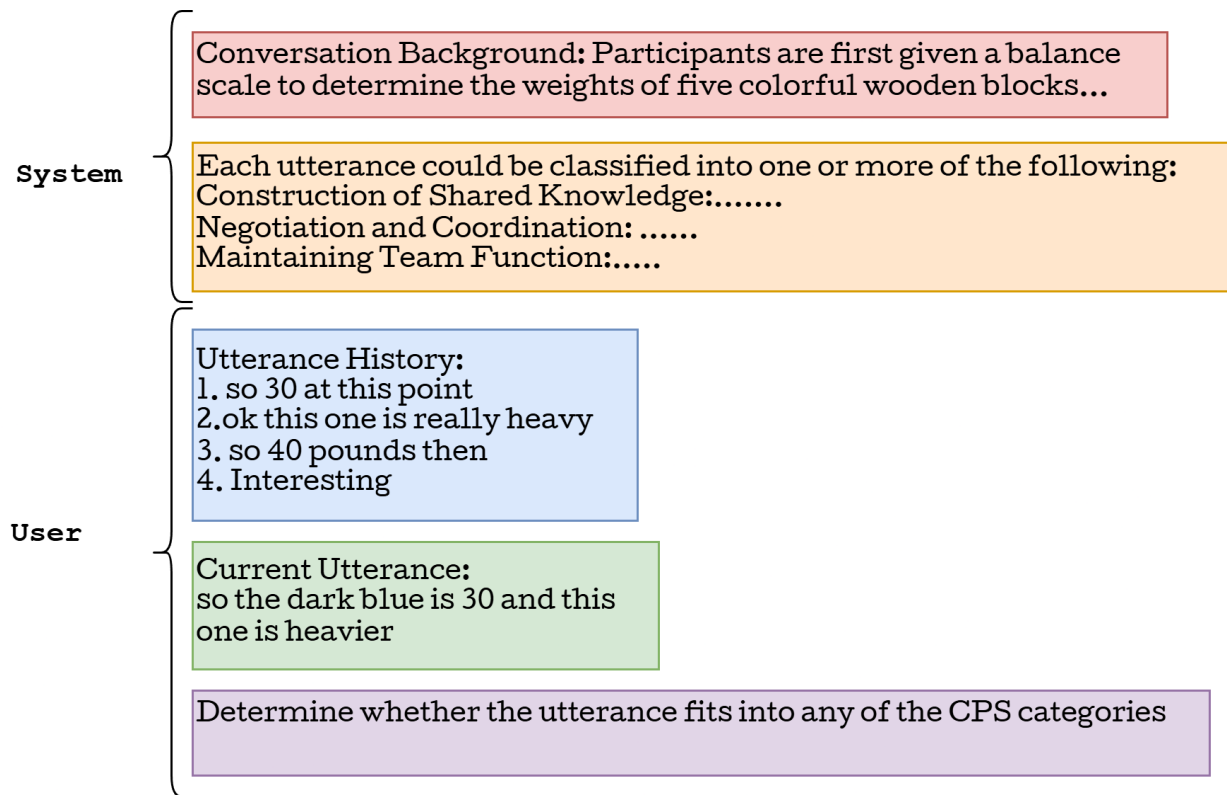 System
Conversation Background: Participants are first given a balance
scale to determine the weights of five colorful wooden blocks...
Each utterance could be classified into one or more of the following:
Construction of Shared Knowledge:.......
Negotiation and Coordination: ......
Maintaining Team Function:.....
User
Utterance History:
1. so 30 at this point
2.ok this one is really heavy
3. so 40 pounds then
4. Interesting
Current Utterance:
so the dark blue is 30 and this
one is heavier
Determine whether the utterance fits into any of the CPS categories